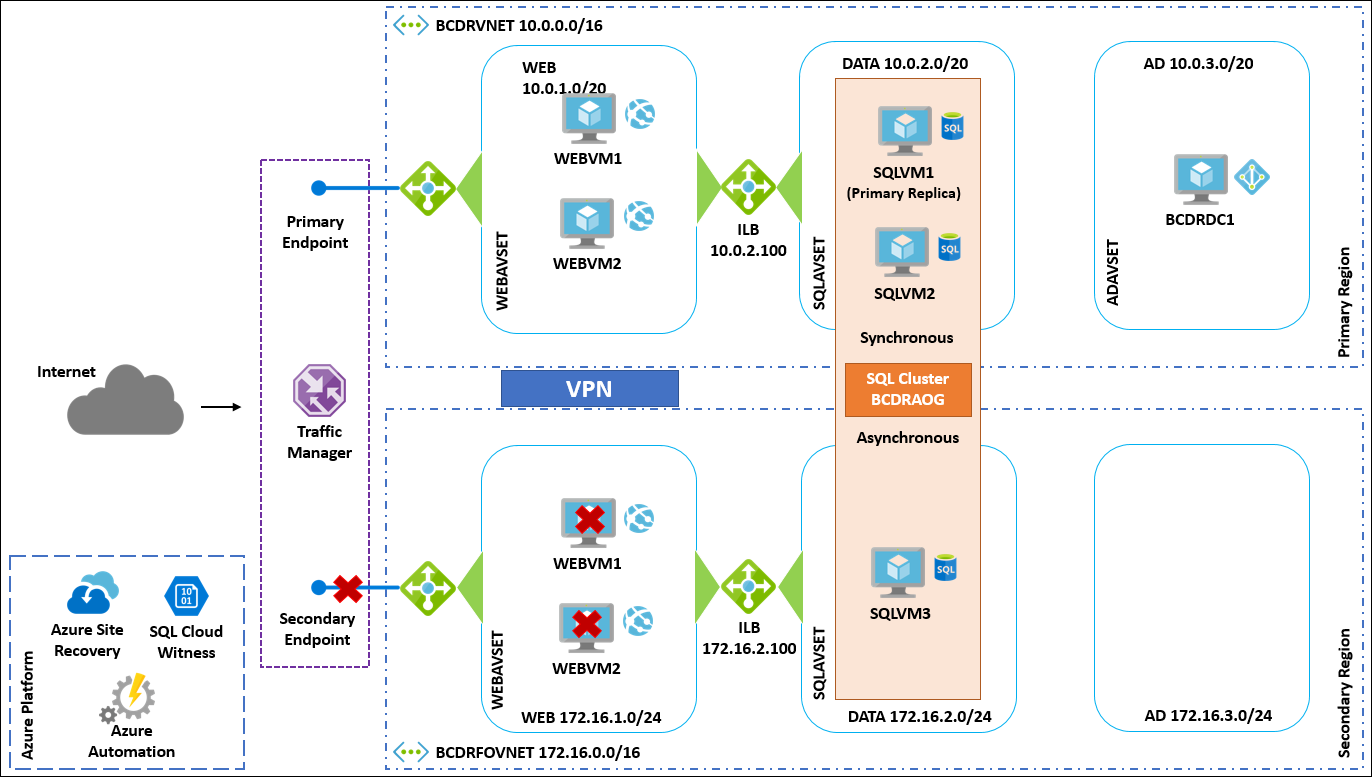 BCDRVNET 10.0.0.0/16
WEB
10.0.1.0/20
WEBVM1
WEBVM2
WEBAVSET
ILB
10.0.2.100
DATA 10.0.2.0/20
SQL
SQLVM1
(Primary Replica)
SQL
SQLVM2
SQLAVSET
Synchronous
AD 10.0.3.0/20
BCDRDC1
ADAVSET
Primary Region
Primary
Endpoint
Internet
Traffic
Manager
VPN
SQL Cluster
BCDRAOG
Asynchronous
Secondary
Endpoint
WEBVM1
WEBVM2
WEBAVSET
WEB 172.16.1.0/24
ILB
172.16.2.100
SQL
SQLVM3
SQLAVSET
DATA 172.16.2.0/24
AD 172.16.3.0/24
Secondary Region
BCDRFOVNET 172.16.0.0/16
Azure Site
Recovery
10
01
SQL Cloud
Witness
Azure
Automation
Azure Platform